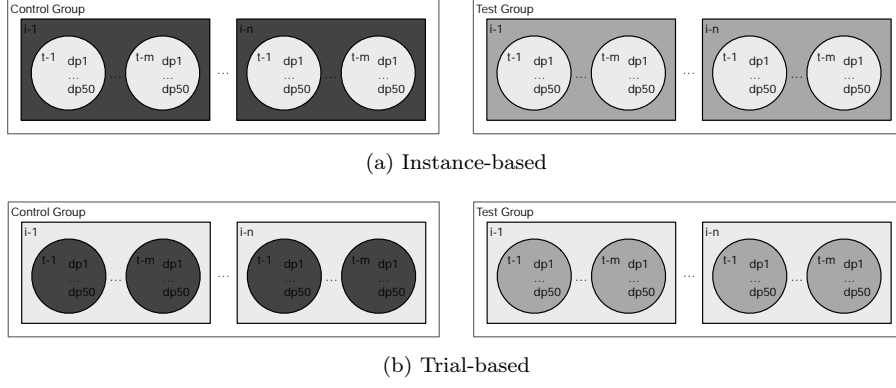 Control Group
i-1
t-1 dp1 ... dp50
...
t-m dp1 ... dp50
...
i-n
t-1 dp1 ... dp50
...
t-m dp1 ... dp50
Test Group
i-1
t-1 dp1 ... dp50
...
t-m dp1 ... dp50
...
i-n
t-1 dp1 ... dp50
...
t-m dp1 ... dp50
(a) Instance-based
Control Group
i-1
t-1 dp1 ... dp50
...
t-m dp1 ... dp50
...
i-n
t-1 dp1 ... dp50
...
t-m dp1 ... dp50
Test Group
i-1
t-1 dp1 ... dp50
...
t-m dp1 ... dp50
...
i-n
t-1 dp1 ... dp50
...
t-m dp1 ... dp50
(b) Trial-based